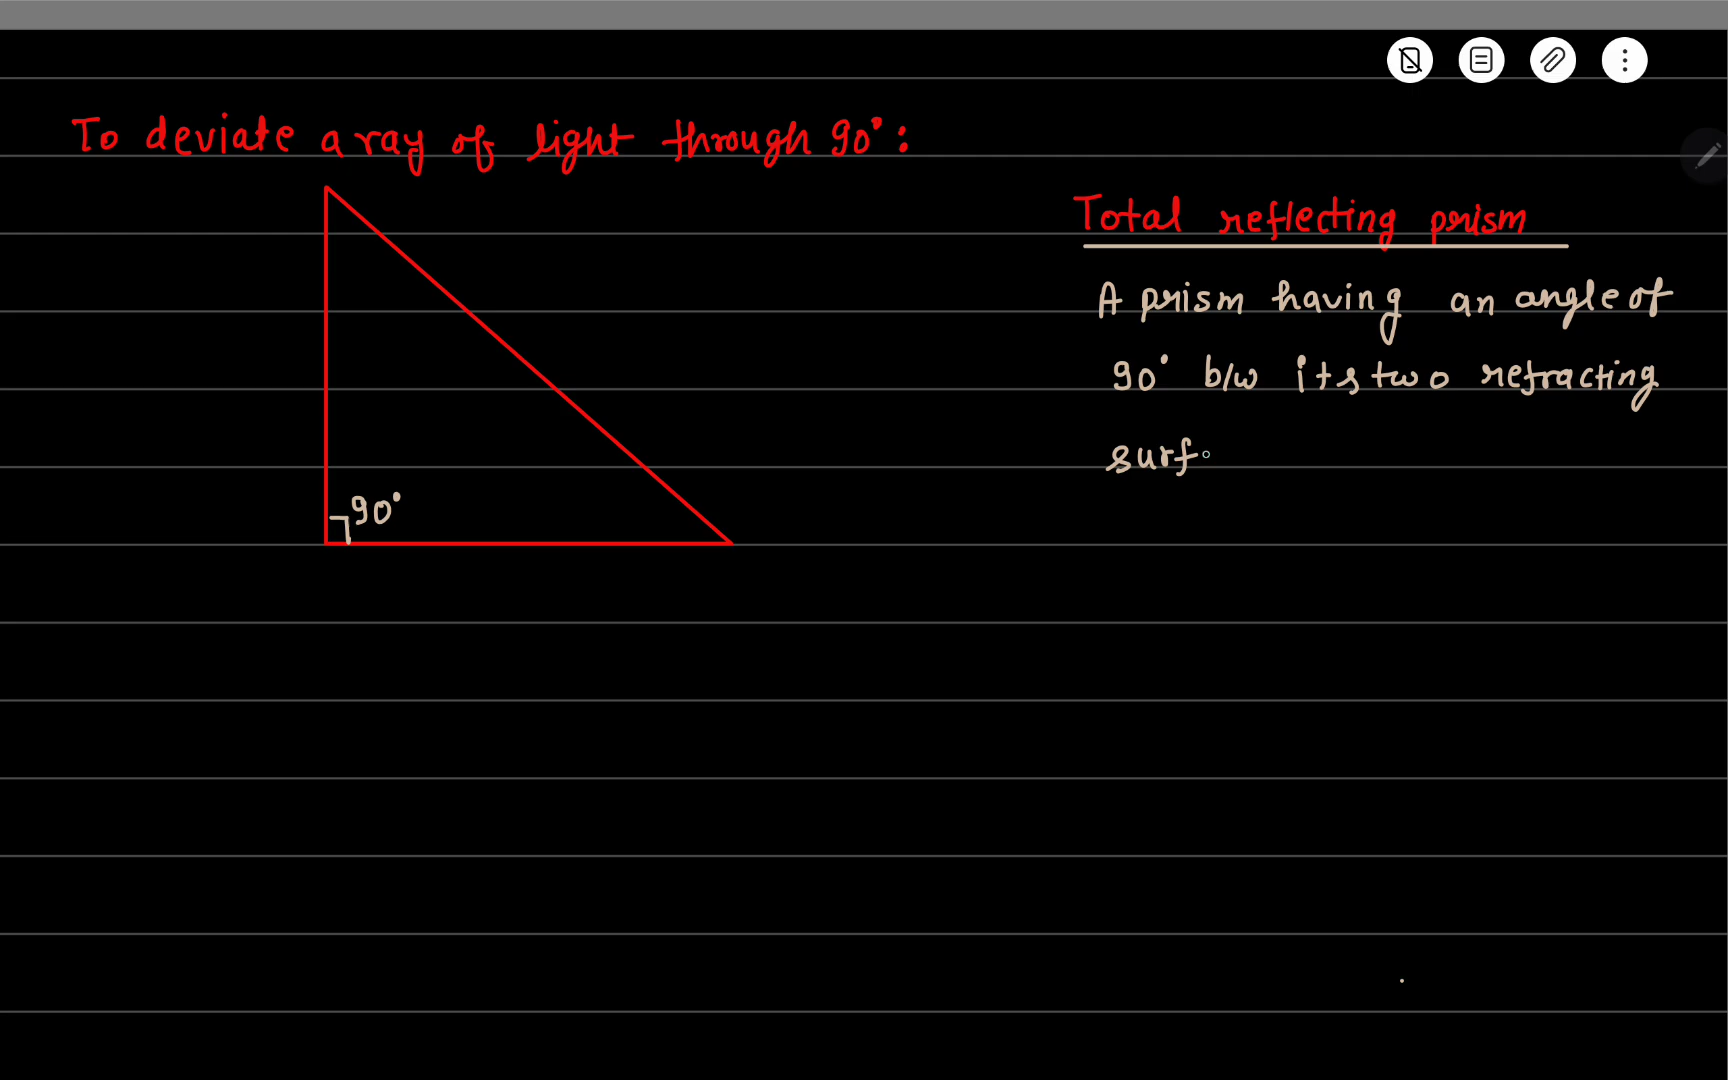 To deviate a ray of light through 90°:
Total reflecting prism
A prism having an angle of
90° b/w its two refracting
surf
90°